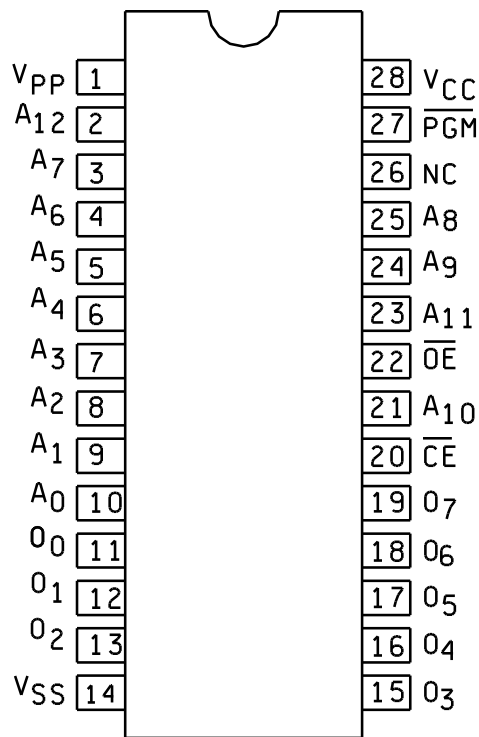 VPP 1 28 VCC
A12 2 27 PGM
A7 3 26 NC
A6 4 25 A8
A5 5 24 A9
A4 6 23 A11
A3 7 22 OE
A2 8 21 A10
A1 9 20 CE
A0 10 19 O7
O0 11 18 O6
O1 12 17 O5
O2 13 16 O4
VSS 14 15 O3